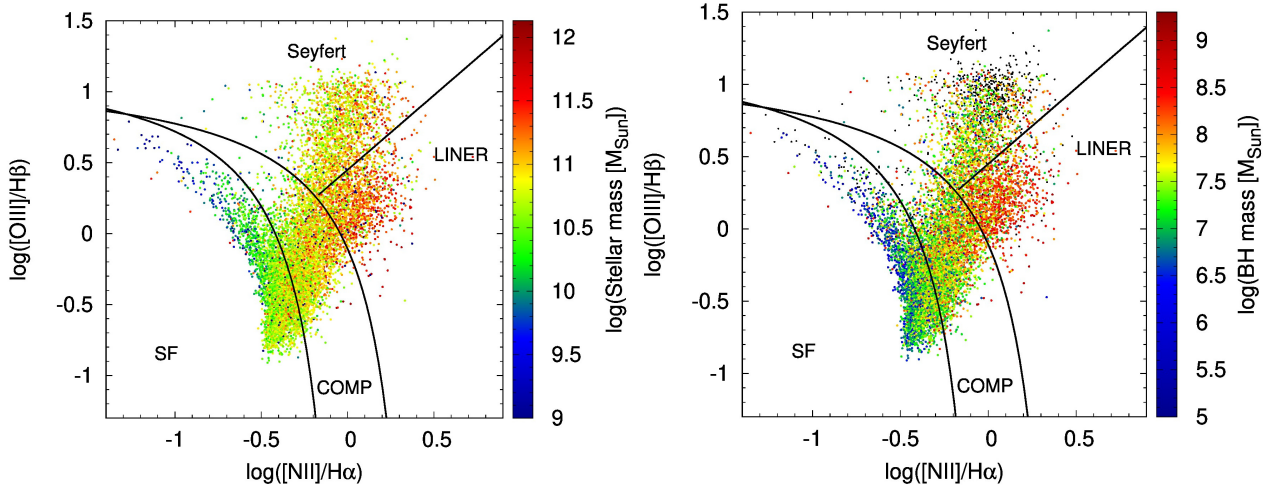 1.5
1
0.5
0
-0.5
-1
log([OIII]/Hβ)
-1
-0.5
0
0.5
log([NII]/Hα)
Seyfert
LINER
SF
COMP
12
11.5
11
10.5
10
9.5
9
log(Stellar mass [M_Sun])
1.5
1
0.5
0
-0.5
-1
log([OIII]/Hβ)
-1
-0.5
0
0.5
log([NII]/Hα)
Seyfert
LINER
SF
COMP
9
8.5
8
7.5
7
6.5
6
5.5
5
log(BH mass [M_Sun])